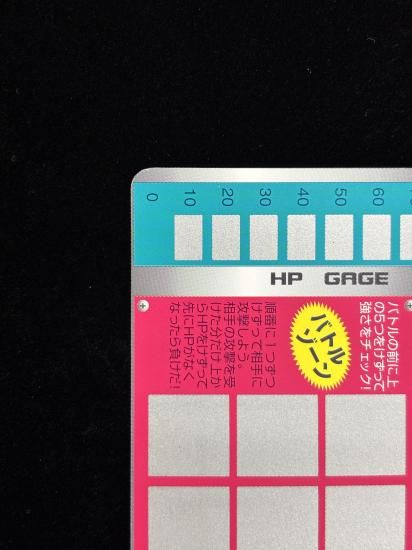 0
10
20
30
40
50
60
HP GAGE
バトルの前に上
の5つをけずって
強さをチェック!
バトル
ゾーン
順番に1つずつ
けずって相手に
攻撃しよう。
相手の攻撃を受
けた分だけ上か
らHPをけずって
先にHPがなく
なったら負けだ!